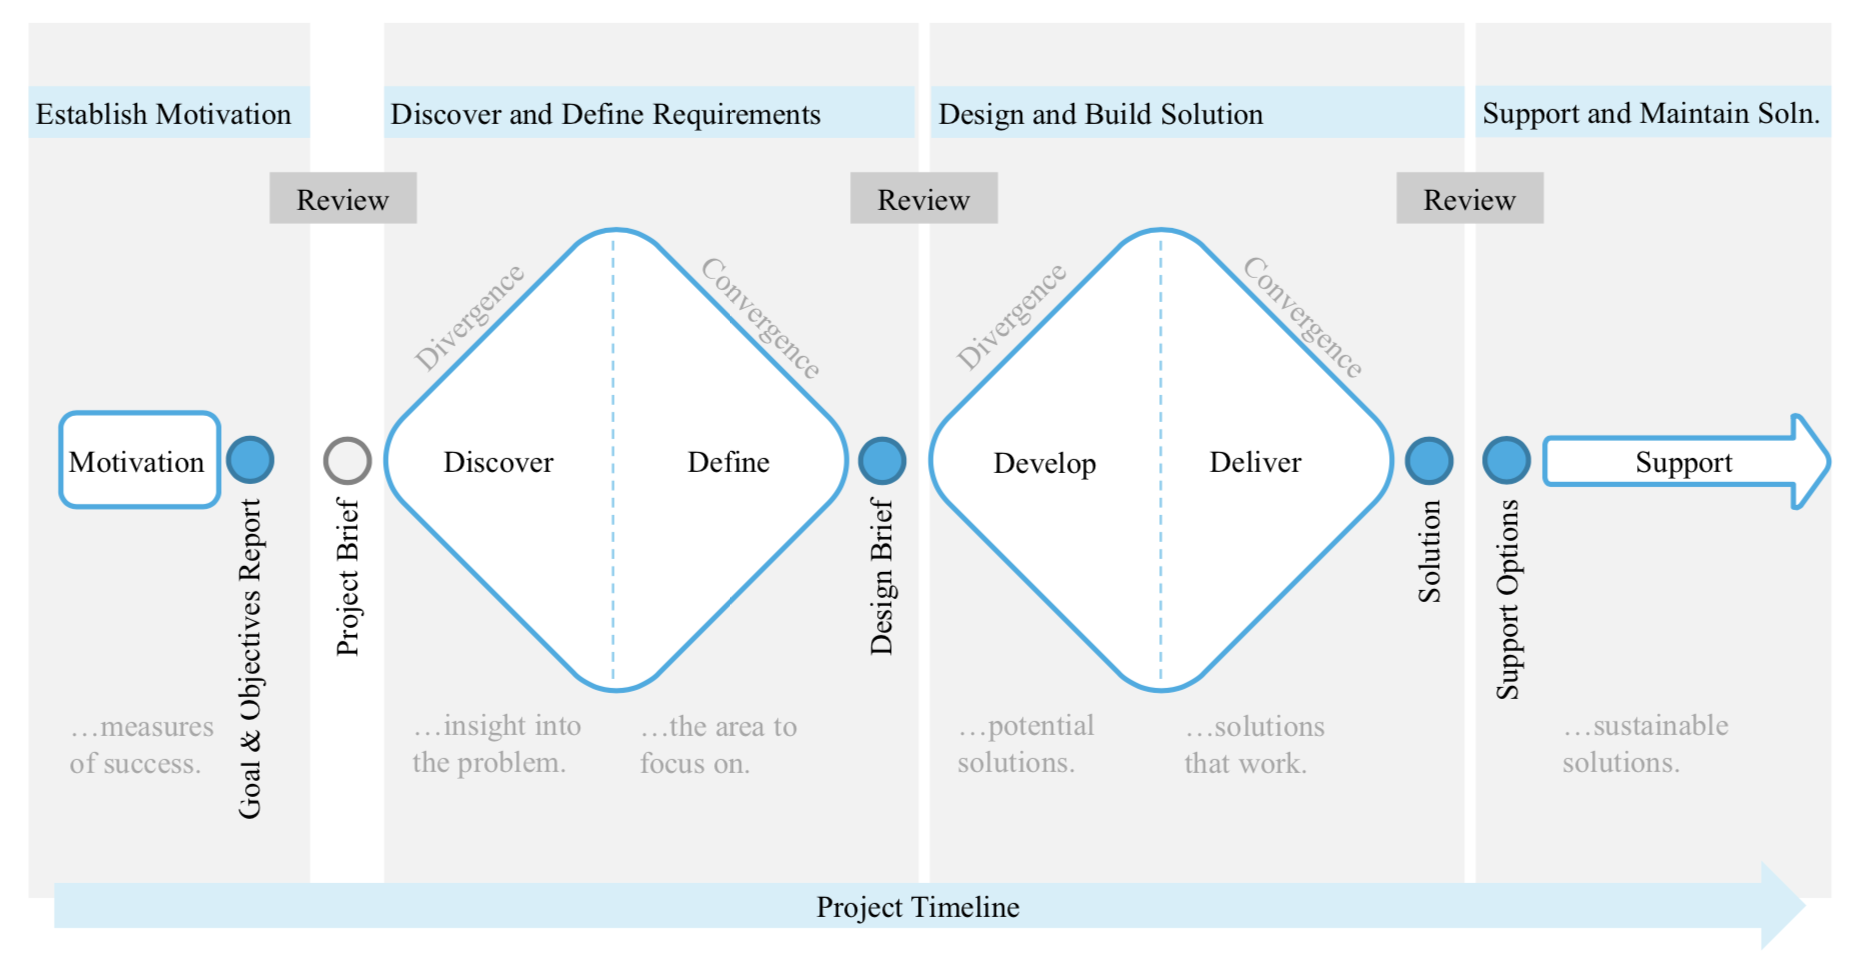 Establish Motivation
Discover and Define Requirements
Design and Build Solution
Support and Maintain Soln.
Review
Review
Review
Divergence
Convergence
Divergence
Convergence
Motivation
Goal & Objectives Report
Project Brief
Discover
Define
Design Brief
Develop
Deliver
Solution
Support Options
Support
…measures
of success.
…insight into
the problem.
…the area to
focus on.
…potential
solutions.
…solutions
that work.
…sustainable
solutions.
Project Timeline